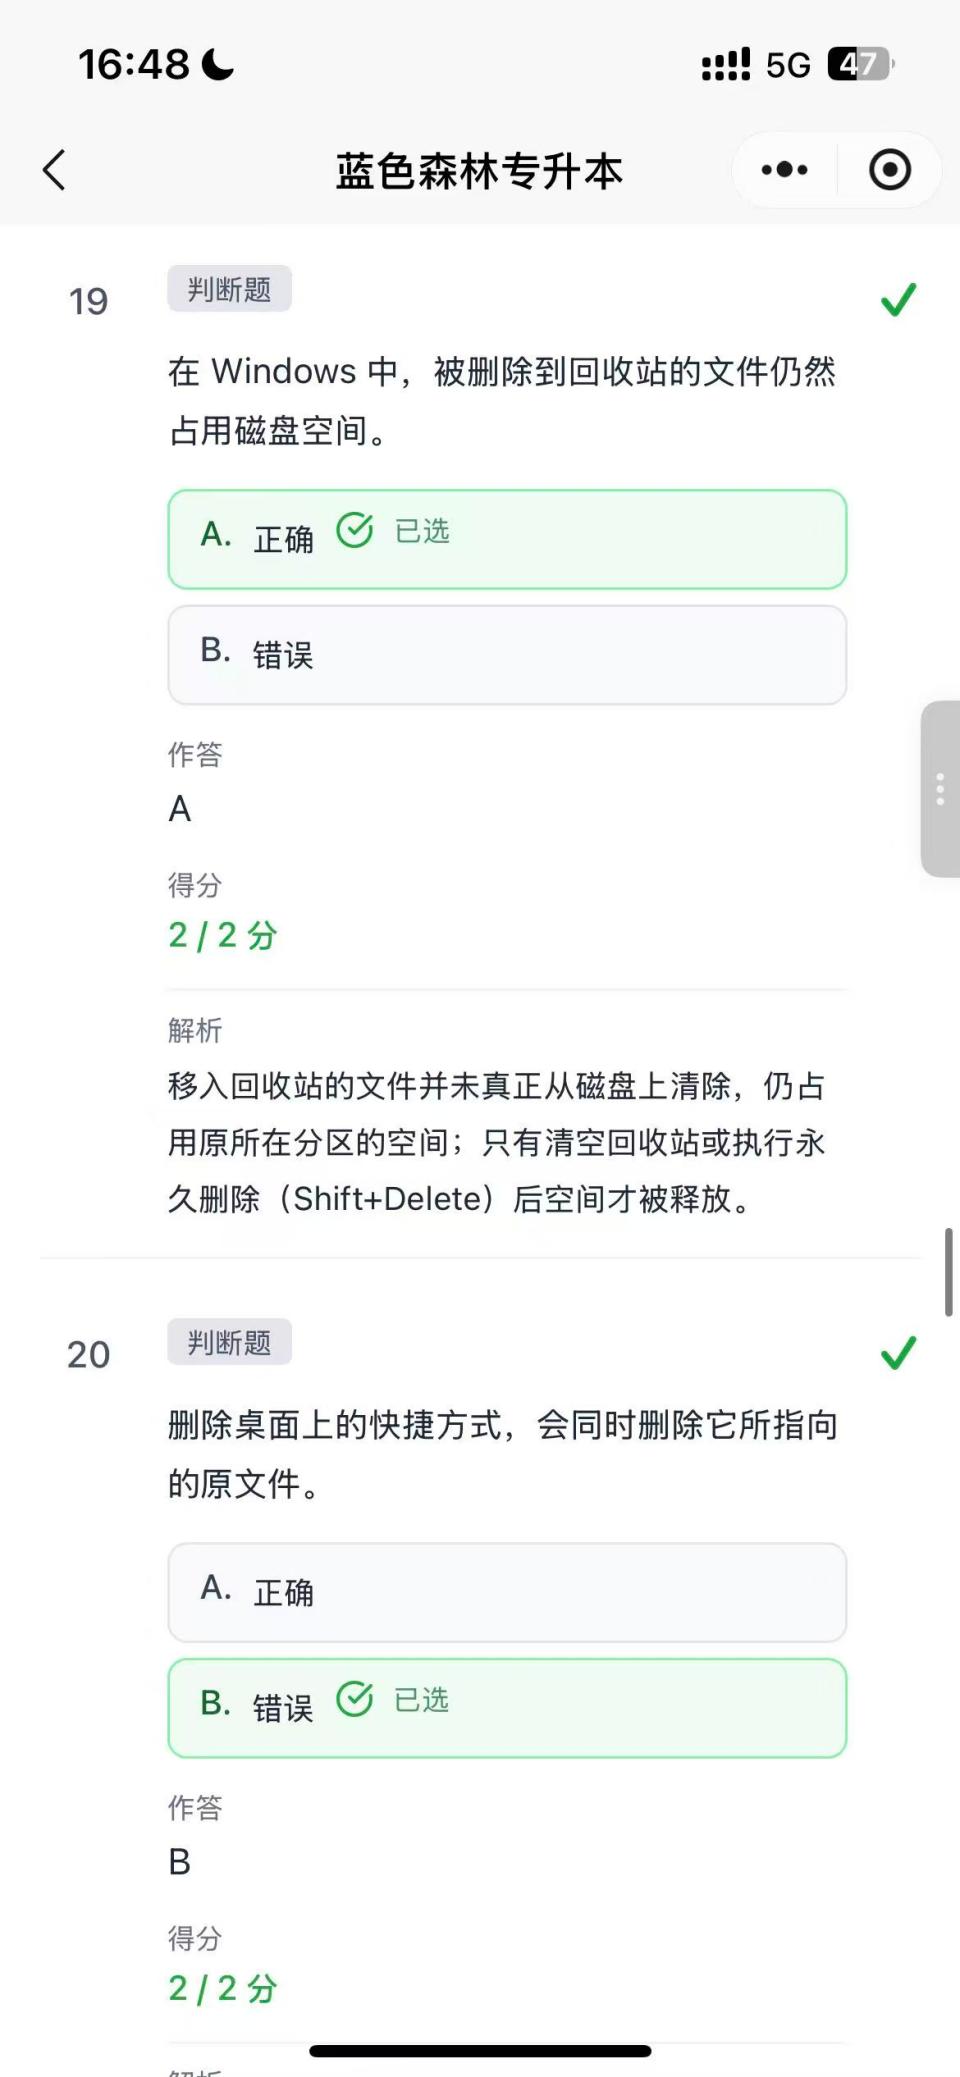 16:48
5G
47
蓝色森林专升本
19
判断题
在 Windows 中，被删除到回收站的文件仍然
占用磁盘空间。
A. 正确 已选
B. 错误
作答
A
得分
2 / 2 分
解析
移入回收站的文件并未真正从磁盘上清除，仍占
用原所在分区的空间；只有清空回收站或执行永
久删除（Shift+Delete）后空间才被释放。
20
判断题
删除桌面上的快捷方式，会同时删除它所指向
的原文件。
A. 正确
B. 错误 已选
作答
B
得分
2 / 2 分